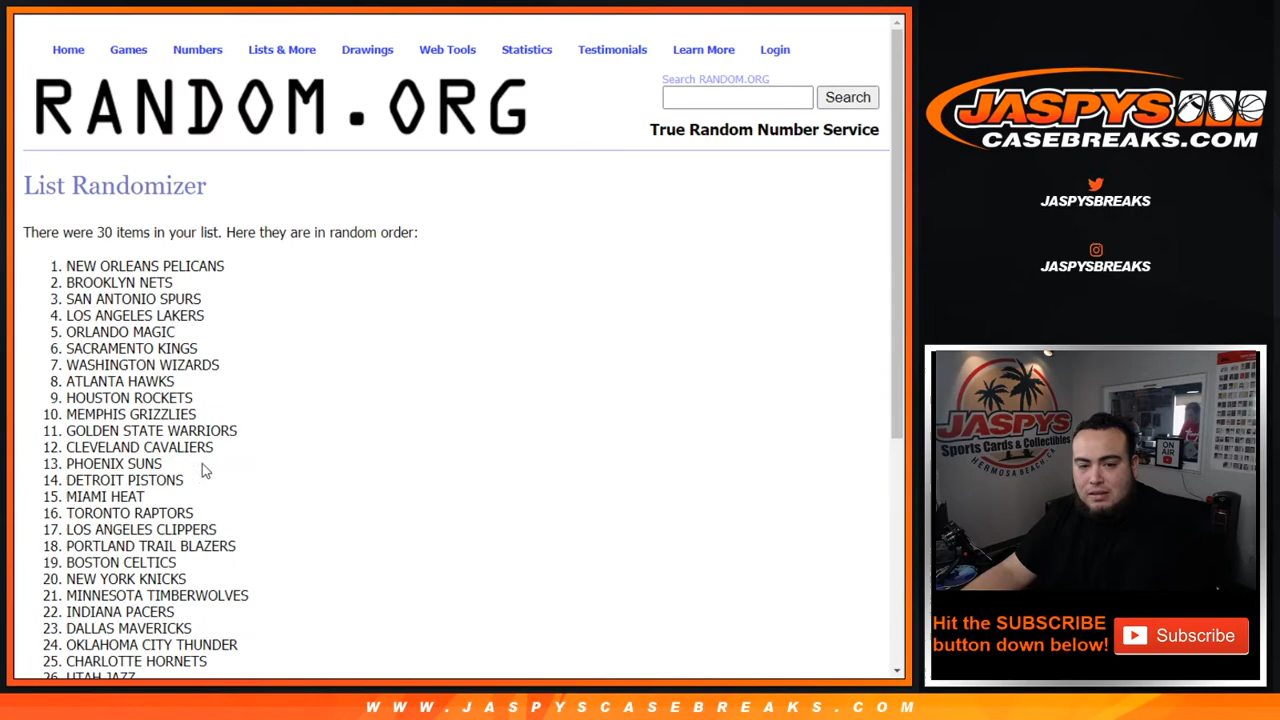 Home Games Numbers Lists & More Drawings Web Tools Statistics Testimonials Learn More Login
RANDOM.ORG
Search RANDOM.ORG
Search
True Random Number Service
List Randomizer
There were 30 items in your list. Here they are in random order:
1. NEW ORLEANS PELICANS
2. BROOKLYN NETS
3. SAN ANTONIO SPURS
4. LOS ANGELES LAKERS
5. ORLANDO MAGIC
6. SACRAMENTO KINGS
7. WASHINGTON WIZARDS
8. ATLANTA HAWKS
9. HOUSTON ROCKETS
10. MEMPHIS GRIZZLIES
11. GOLDEN STATE WARRIORS
12. CLEVELAND CAVALIERS
13. PHOENIX SUNS
14. DETROIT PISTONS
15. MIAMI HEAT
16. TORONTO RAPTORS
17. LOS ANGELES CLIPPERS
18. PORTLAND TRAIL BLAZERS
19. BOSTON CELTICS
20. NEW YORK KNICKS
21. MINNESOTA TIMBERWOLVES
22. INDIANA PACERS
23. DALLAS MAVERICKS
24. OKLAHOMA CITY THUNDER
25. CHARLOTTE HORNETS
26. UTAH JAZZ
JASPYS
CASEBREAKS.COM
JASPYSBREAKS
JASPYSBREAKS
JASPYS
Sports Cards & Collectibles
HERMOSA BEACH, CA
ON AIR
Hit the SUBSCRIBE
button down below!
Subscribe
WWW.JASPYSCASEBREAKS.COM